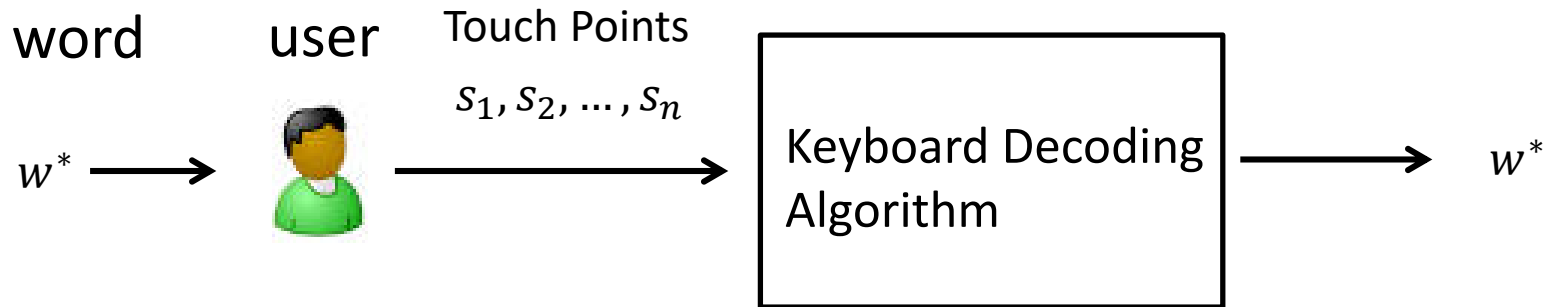 word
user
Touch Points
s₁, s₂, … , sₙ
w*
Keyboard Decoding
Algorithm
w*